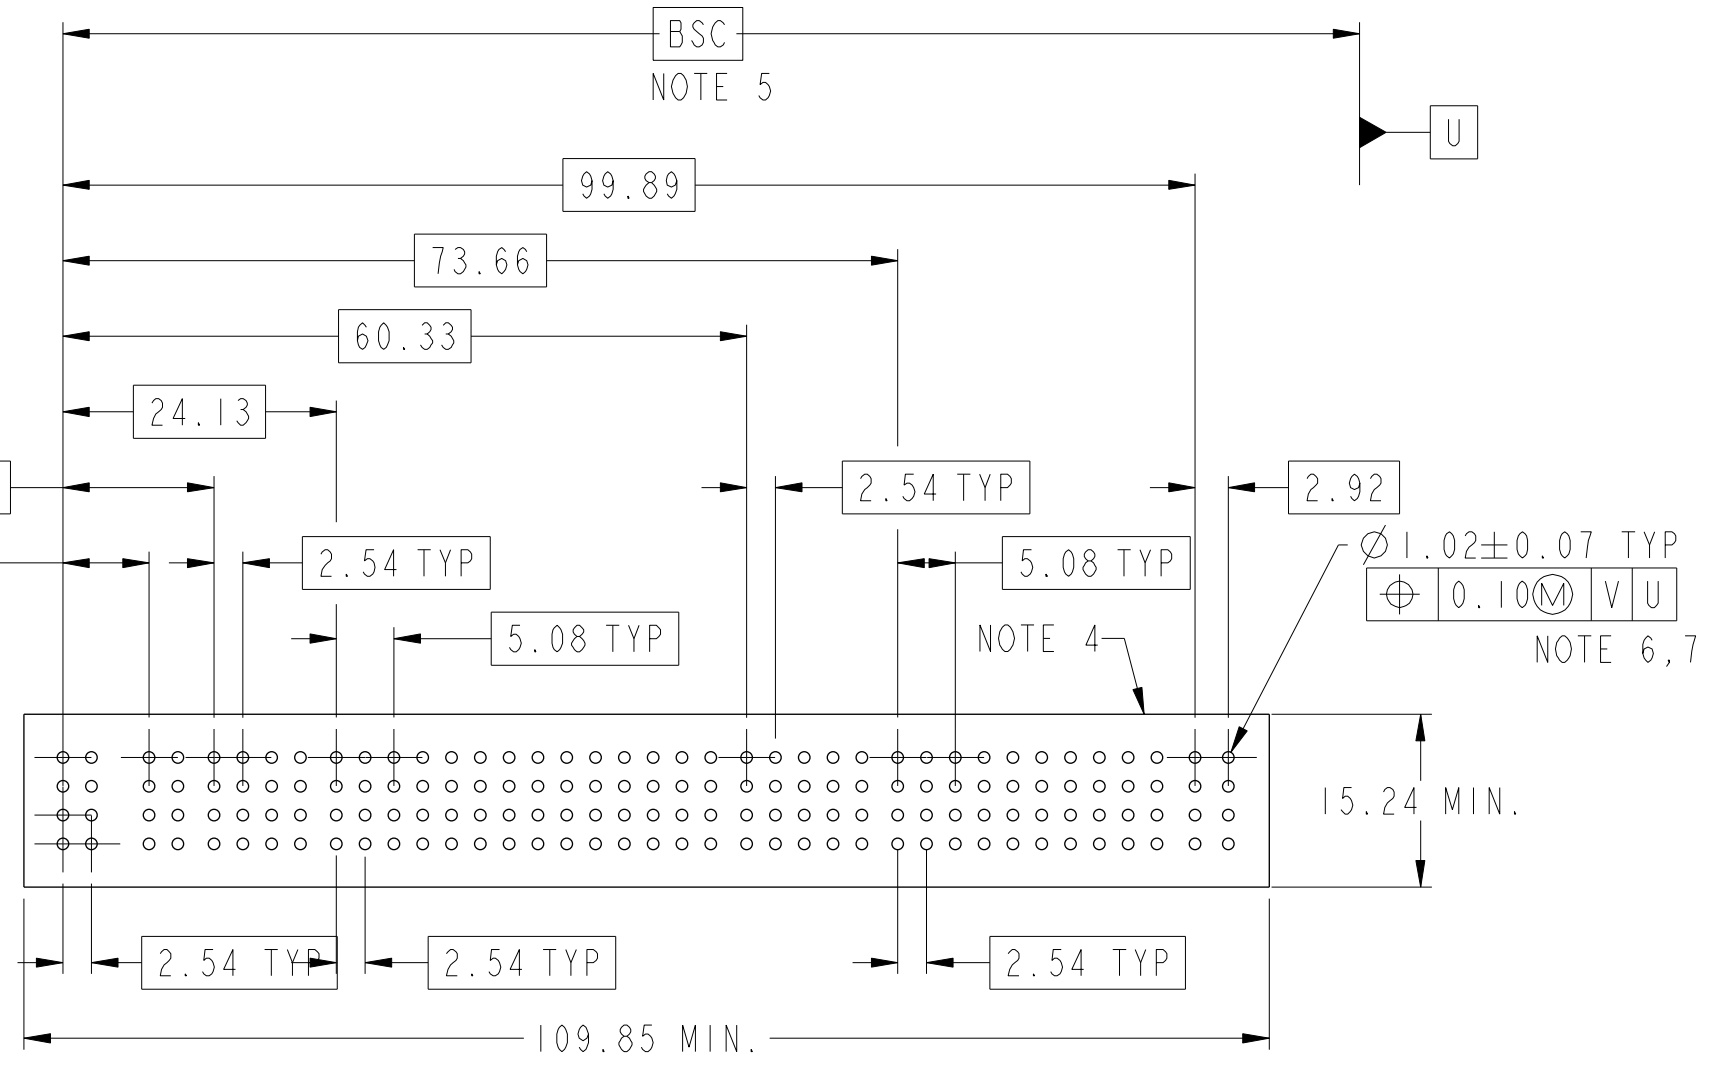 BSC
NOTE 5
U
99.89
73.66
60.33
24.13
2.54 TYP
2.92
2.54 TYP
5.08 TYP
Ø1.02±0.07 TYP
⌖ 0.10Ⓜ V U
5.08 TYP
NOTE 4
NOTE 6,7
15.24 MIN.
2.54 TYP
2.54 TYP
2.54 TYP
109.85 MIN.